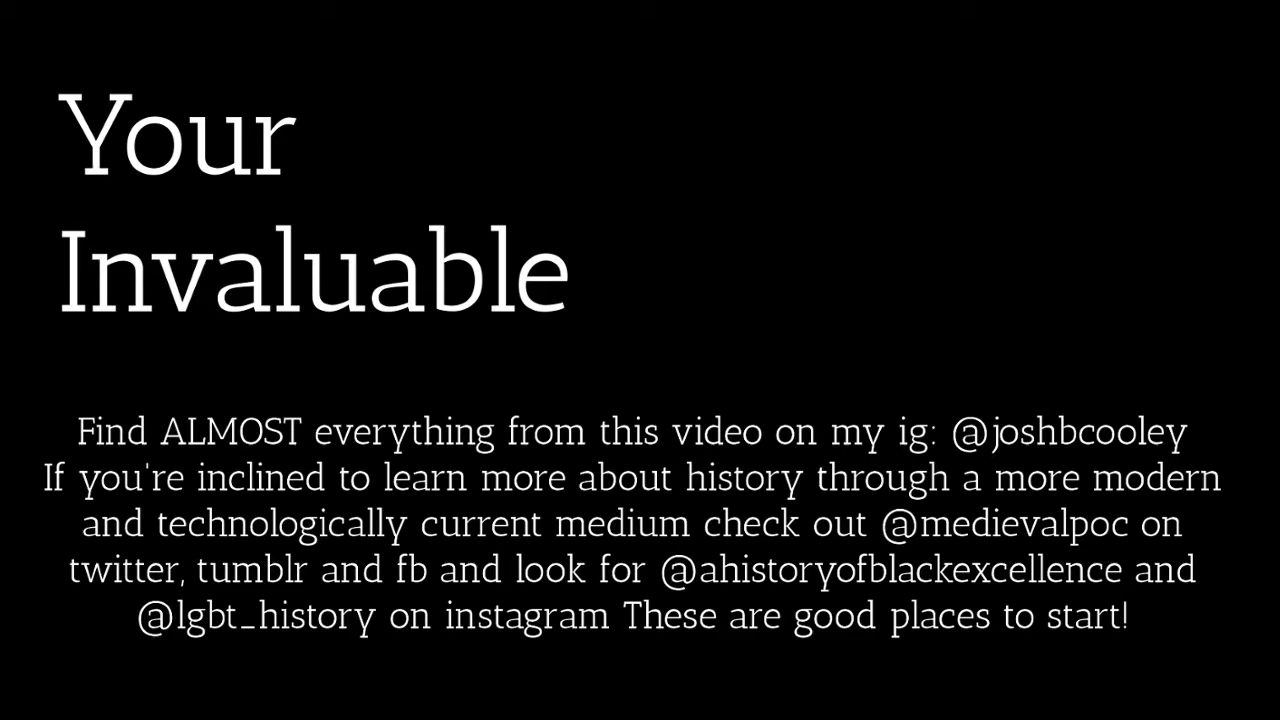 Your
Invaluable
Find ALMOST everything from this video on my ig: @joshbcooley
If you're inclined to learn more about history through a more modern
and technologically current medium check out @medievalpoc on
twitter, tumblr and fb and look for @ahistoryofblackexcellence and
@lgbt_history on instagram These are good places to start!